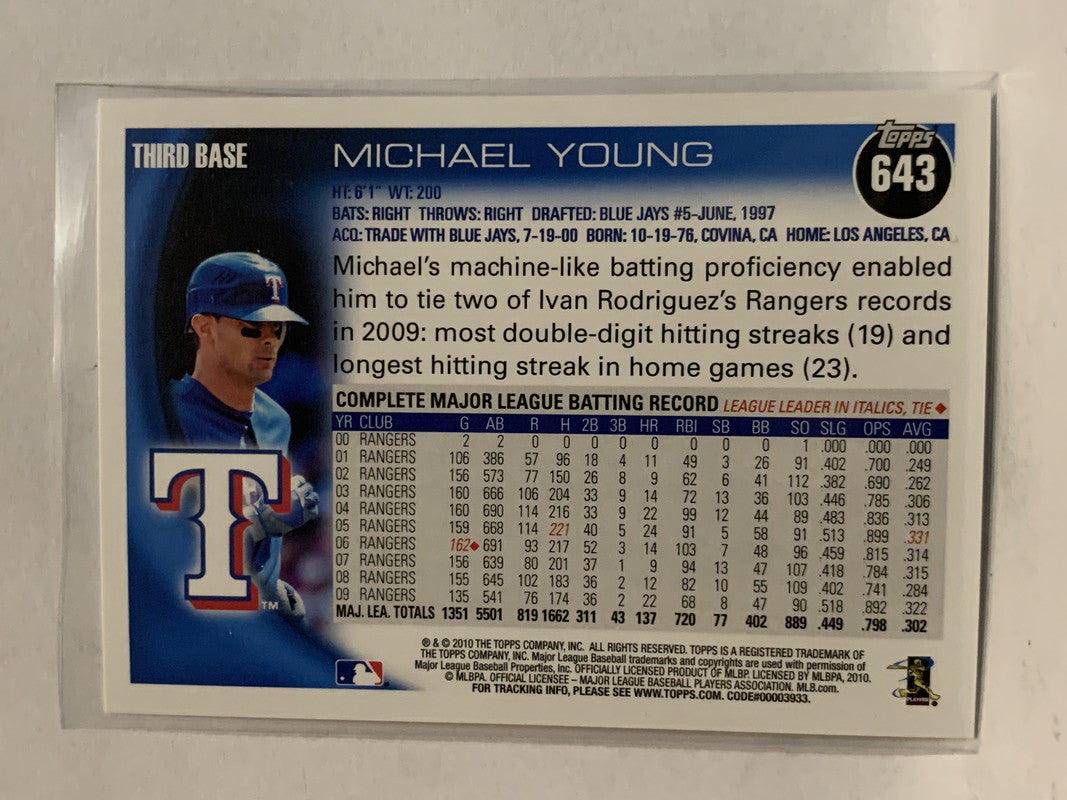 THIRD BASE
MICHAEL YOUNG
Topps
643
HT: 6'1" WT: 200
BATS: RIGHT THROWS: RIGHT DRAFTED: BLUE JAYS #5-JUNE, 1997
ACQ: TRADE WITH BLUE JAYS, 7-19-00 BORN: 10-19-76, COVINA, CA HOME: LOS ANGELES, CA
Michael's machine-like batting proficiency enabled
him to tie two of Ivan Rodriguez's Rangers records
in 2009: most double-digit hitting streaks (19) and
longest hitting streak in home games (23).
COMPLETE MAJOR LEAGUE BATTING RECORD LEAGUE LEADER IN ITALICS, TIE ♦
YR CLUB G AB R H 2B 3B HR RBI SB BB SO SLG OPS AVG
00 RANGERS 2 2 0 0 0 0 0 0 0 0 1 .000 .000 .000
01 RANGERS 106 386 57 96 18 4 11 49 3 26 91 .402 .700 .249
02 RANGERS 156 573 77 150 26 8 9 62 6 41 112 .382 .690 .262
03 RANGERS 160 666 106 204 33 9 14 72 13 36 103 .446 .785 .306
04 RANGERS 160 690 114 216 33 9 22 99 12 44 89 .483 .836 .313
05 RANGERS 159 668 114 221 40 5 24 91 5 58 91 .513 .899 .331
06 RANGERS 162♦ 691 93 217 52 3 14 103 7 48 96 .459 .815 .314
07 RANGERS 156 639 80 201 37 1 9 94 13 47 107 .418 .784 .315
08 RANGERS 155 645 102 183 36 2 12 82 10 55 109 .402 .741 .284
09 RANGERS 135 541 76 174 36 2 22 68 8 47 90 .518 .892 .322
MAJ. LEA. TOTALS 1351 5501 819 1662 311 43 137 720 77 402 889 .449 .798 .302
T
T
TM
® & © 2010 THE TOPPS COMPANY, INC. ALL RIGHTS RESERVED. TOPPS IS A REGISTERED TRADEMARK OF
THE TOPPS COMPANY, INC. Major League Baseball trademarks and copyrights are used with permission of
Major League Baseball Properties, Inc. OFFICIALLY LICENSED PRODUCT OF MLBP. LICENSED BY MLBPA, 2010.
© MLBPA. OFFICIAL LICENSEE – MAJOR LEAGUE BASEBALL PLAYERS ASSOCIATION. MLB.com.
FOR TRACKING INFO, PLEASE SEE WWW.TOPPS.COM. CODE#00003933.
PLAYERS